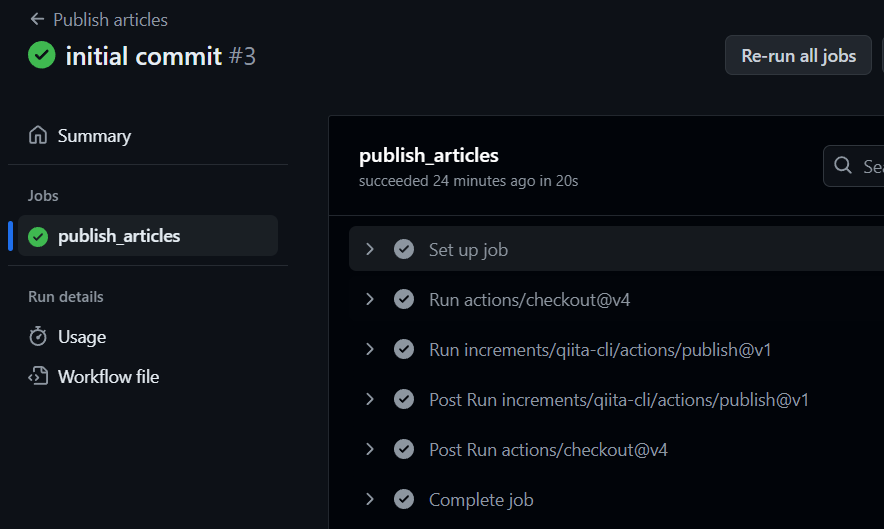 Publish articles
initial commit #3
Re-run all jobs
Summary
Jobs
publish_articles
Run details
Usage
Workflow file
publish_articles
succeeded 24 minutes ago in 20s
Set up job
Run actions/checkout@v4
Run increments/qiita-cli/actions/publish@v1
Post Run increments/qiita-cli/actions/publish@v1
Post Run actions/checkout@v4
Complete job